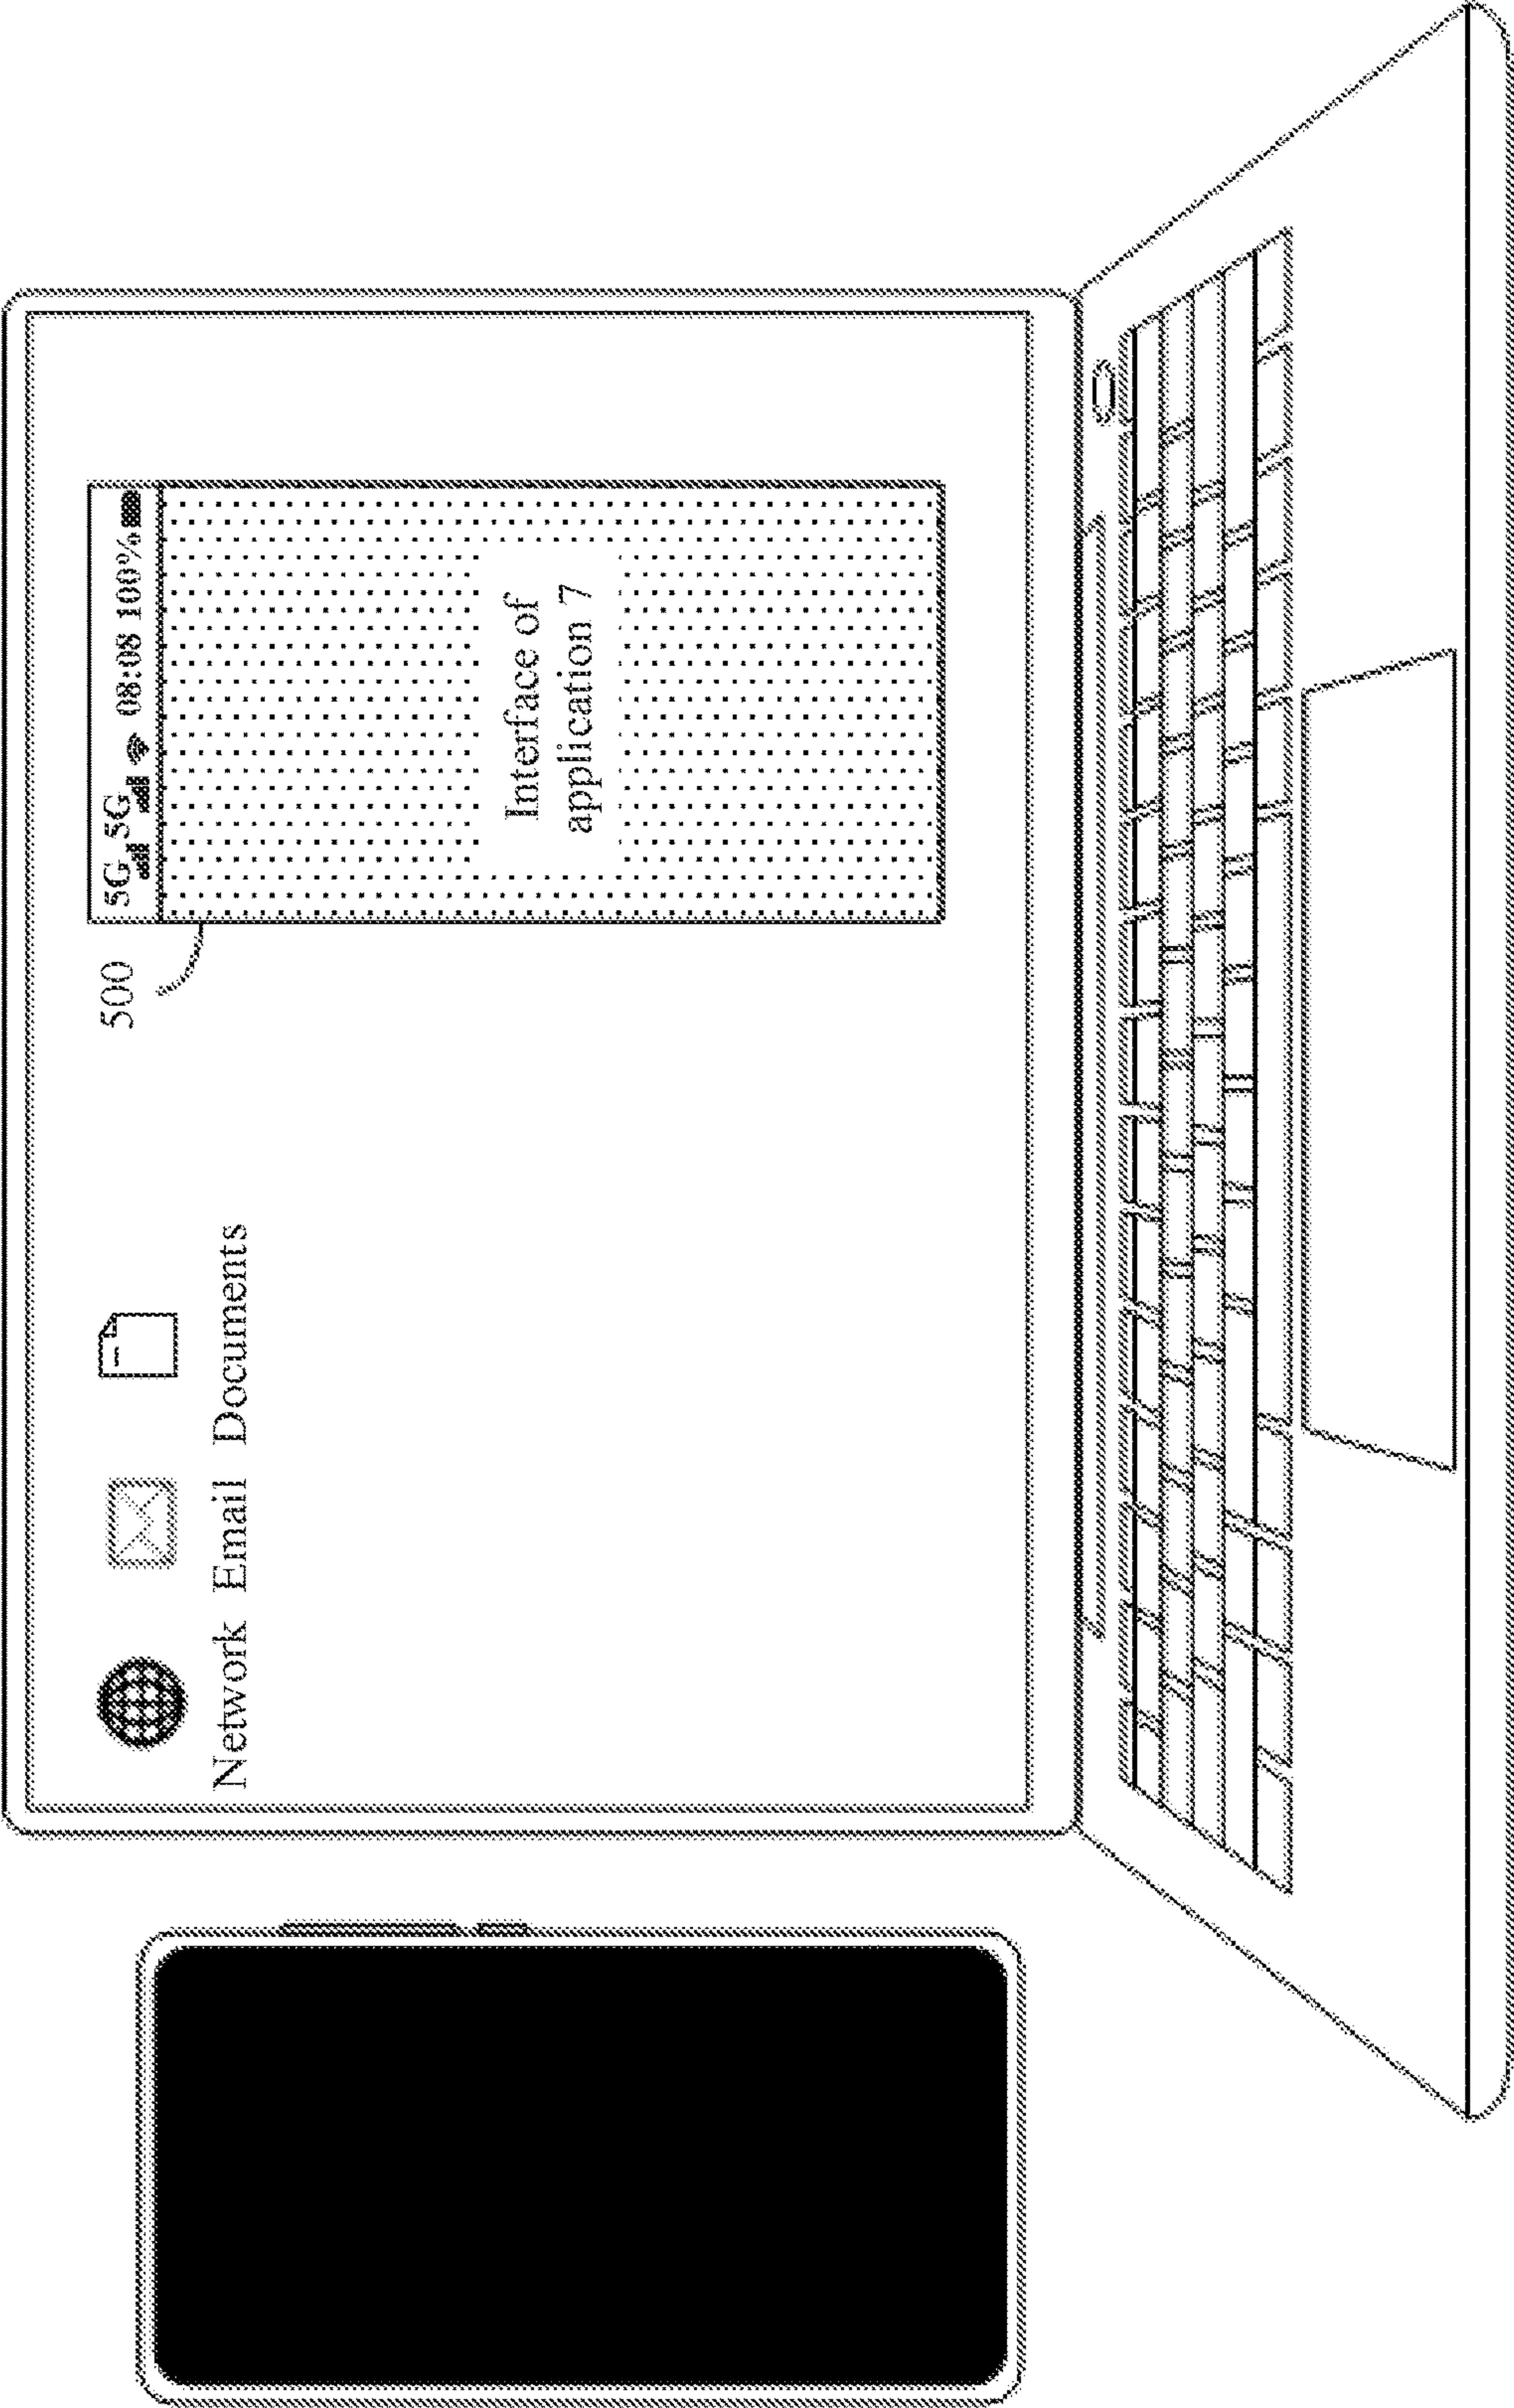 Network Email Documents
500
5G 5G 08:08 100%
Interface of
application 7